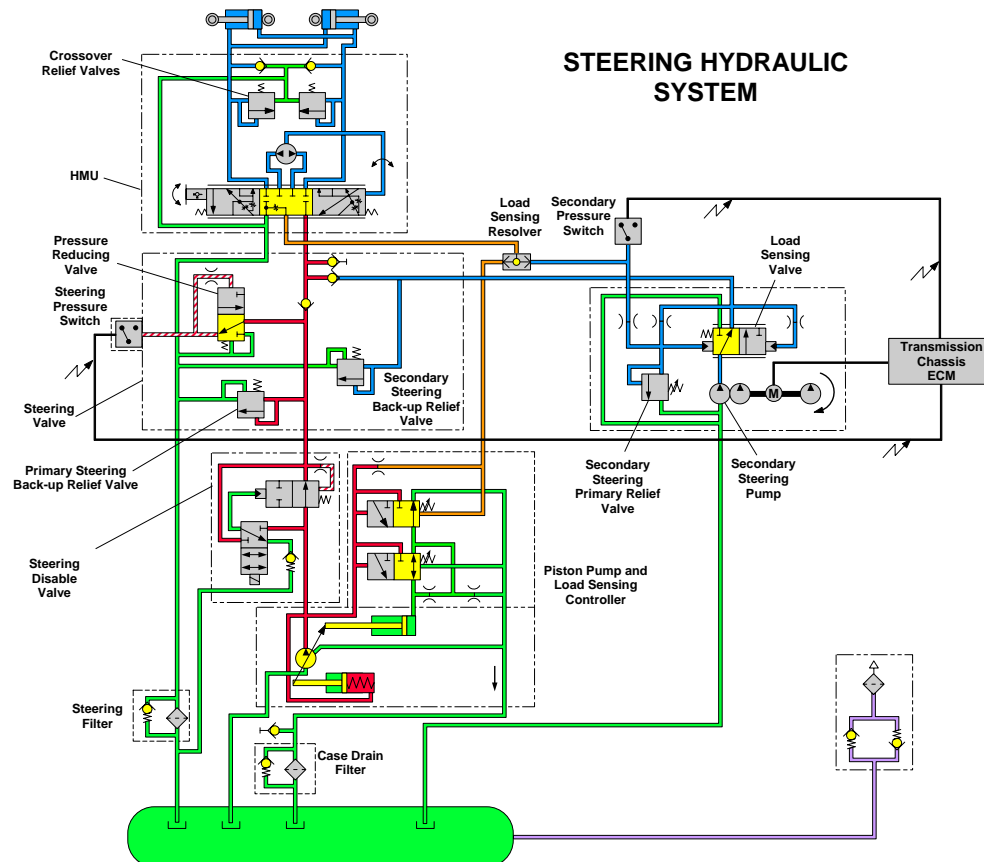 STEERING HYDRAULIC
SYSTEM
Crossover
Relief Valves
HMU
Load
Sensing
Resolver
Secondary
Pressure
Switch
Load
Sensing
Valve
Pressure
Reducing
Valve
Steering
Pressure
Switch
Transmission
Chassis
ECM
M
Steering
Valve
Secondary
Steering
Back-up Relief
Valve
Primary Steering
Back-up Relief Valve
Secondary
Steering
Primary Relief
Valve
Secondary
Steering
Pump
Steering
Disable
Valve
Piston Pump and
Load Sensing
Controller
Steering
Filter
Case Drain
Filter